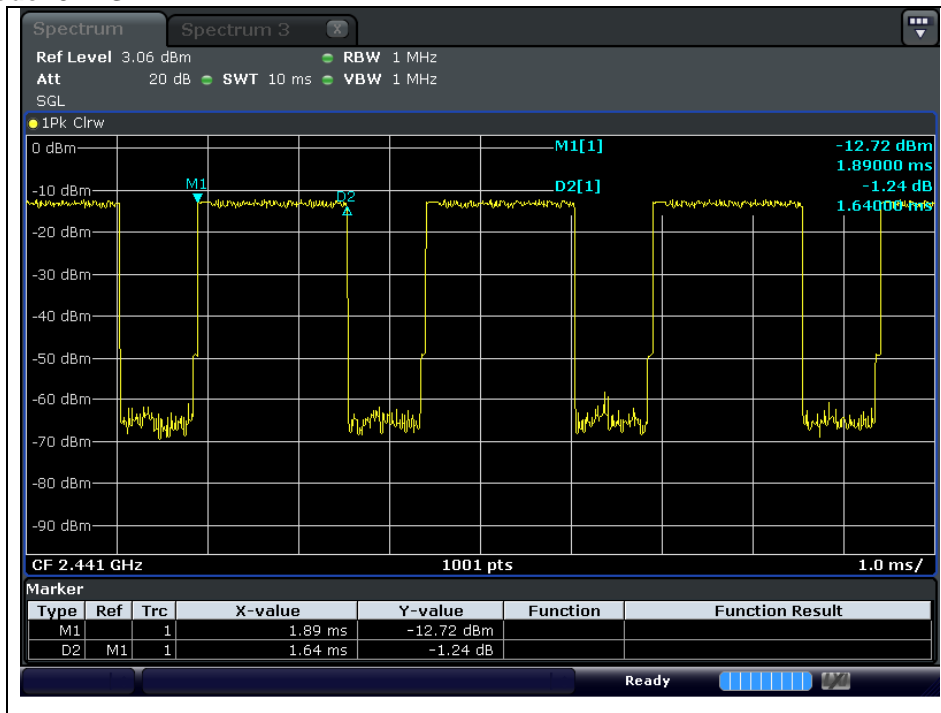 Spectrum Spectrum 3 X
Ref Level 3.06 dBm RBW 1 MHz
Att 20 dB SWT 10 ms VBW 1 MHz
SGL
1Pk Clrw
0 dBm M1[1] -12.72 dBm
1.89000 ms
-10 dBm M1 D2 D2[1] -1.24 dB
1.64000 ms
-20 dBm
-30 dBm
-40 dBm
-50 dBm
-60 dBm
-70 dBm
-80 dBm
-90 dBm
CF 2.441 GHz 1001 pts 1.0 ms/
Marker
Type Ref Trc X-value Y-value Function Function Result
M1 1 1.89 ms -12.72 dBm
D2 M1 1 1.64 ms -1.24 dB
Ready